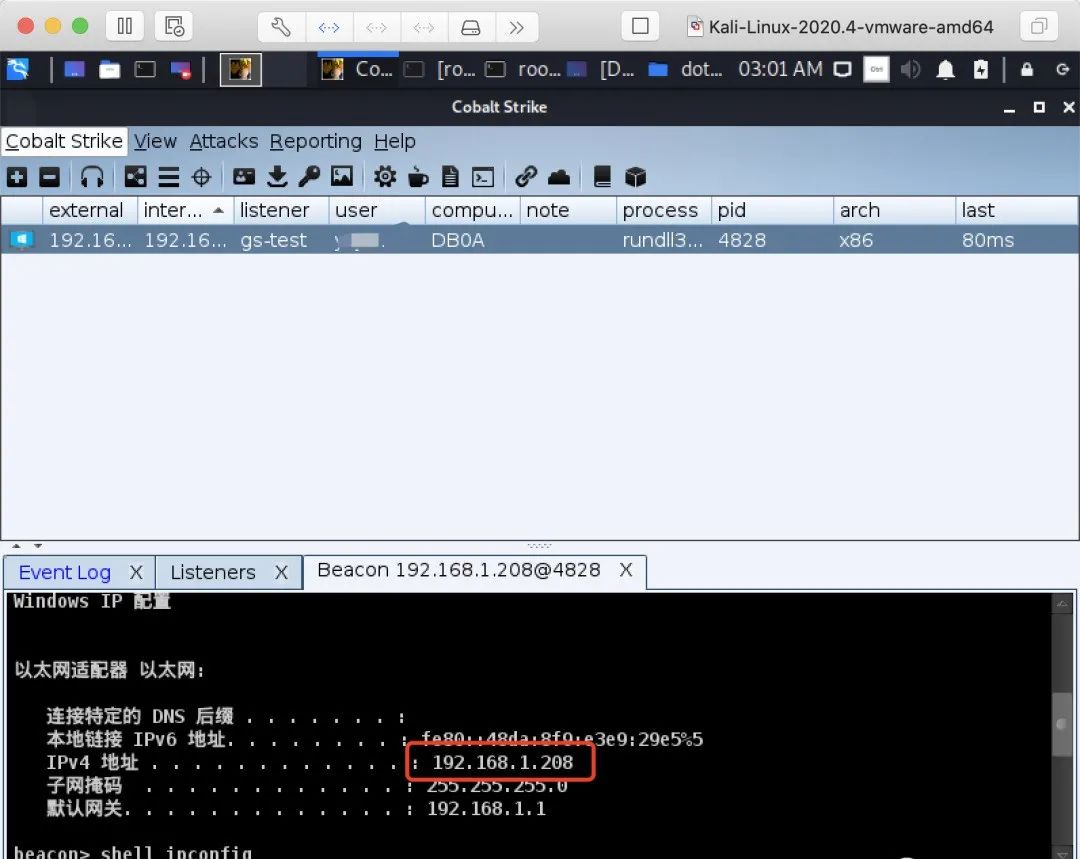 Kali-Linux-2020.4-vmware-amd64
Co... [ro... roo... [D... dot... 03:01 AM
Cobalt Strike
Cobalt Strike View Attacks Reporting Help
external inter... listener user compu... note process pid arch last
192.16... 192.16... gs-test DB0A rundll3... 4828 x86 80ms
Event Log X Listeners X Beacon 192.168.1.208@4828 X
Windows IP 配置
以太网适配器 以太网:
连接特定的 DNS 后缀 . . . . . . . :
本地链接 IPv6 地址. . . . . . . . : fe80::48da:8f9:e3e9:29e5%5
IPv4 地址 . . . . . . . . . . . . : 192.168.1.208
子网掩码 . . . . . . . . . . . . : 255.255.255.0
默认网关. . . . . . . . . . . . . : 192.168.1.1
beacon> shell ipconfig